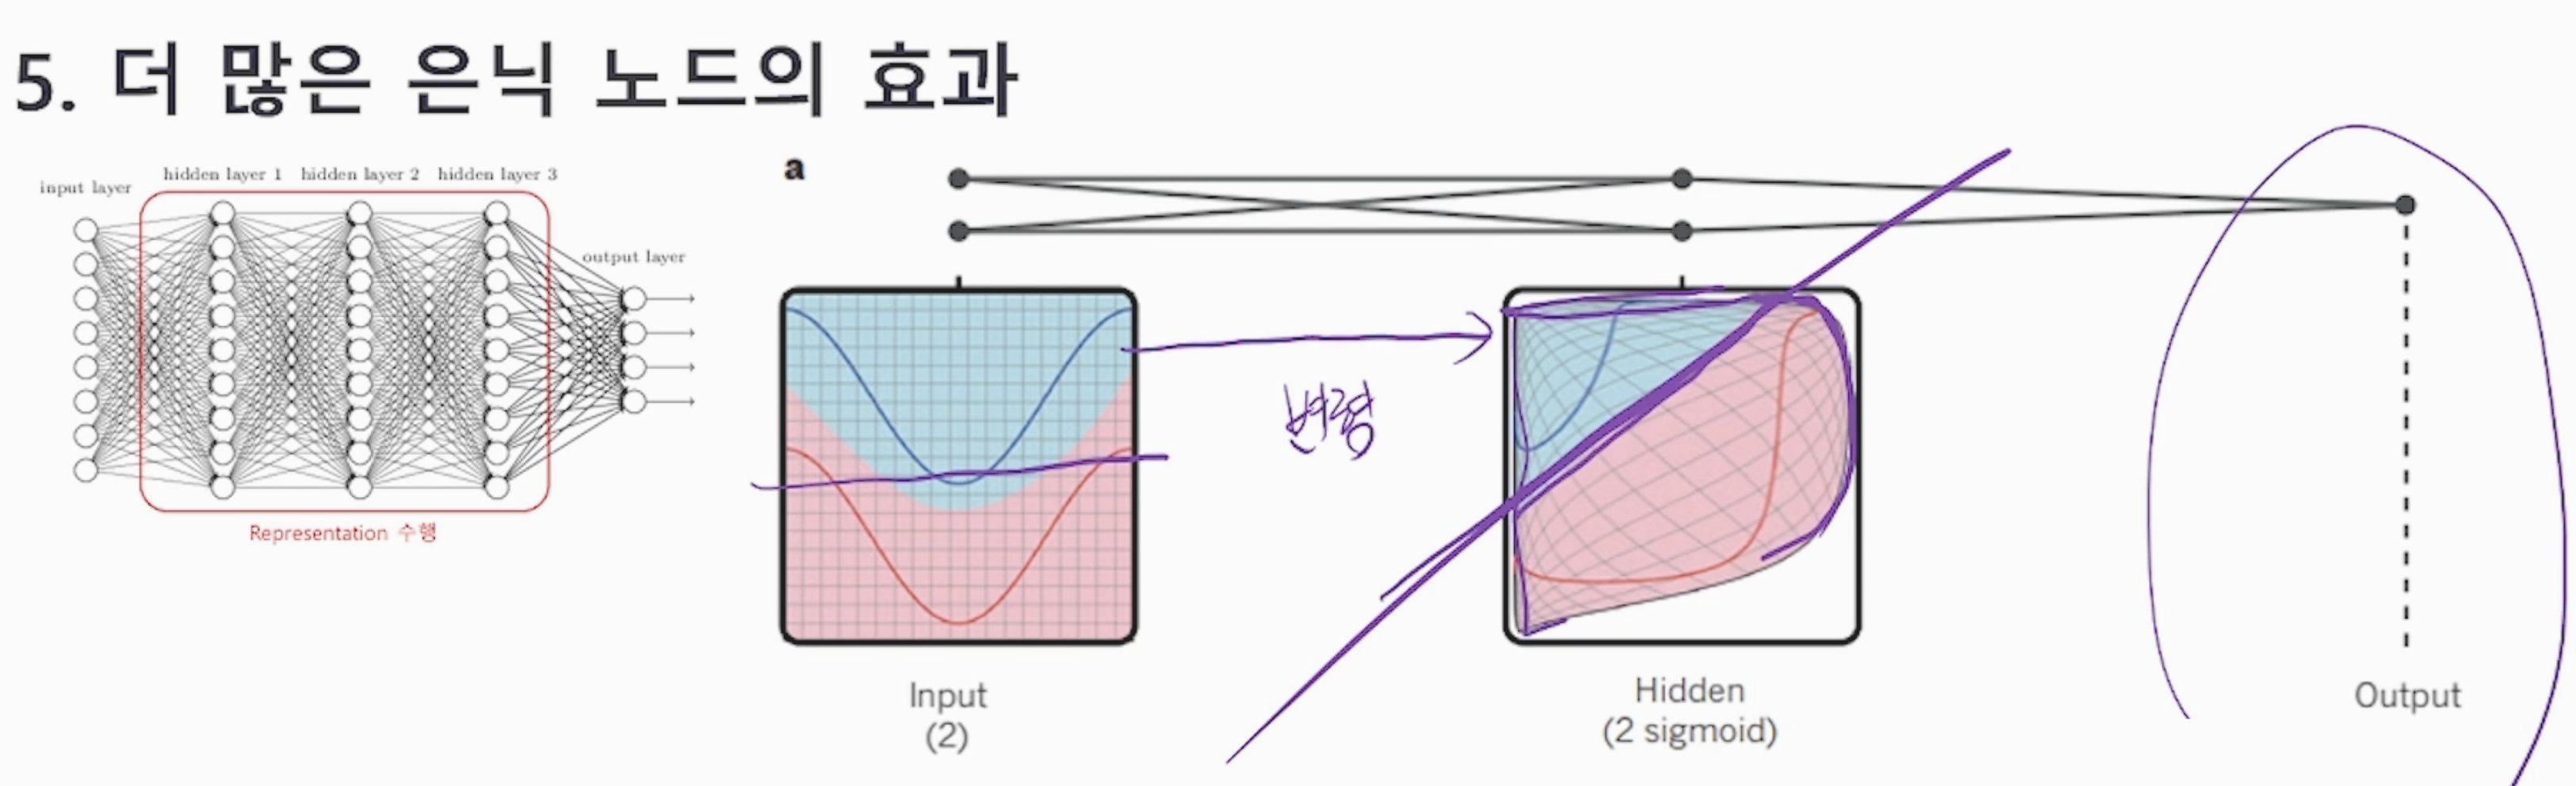 5. 더 많은 은닉 노드의 효과
input layer
hidden layer 1 hidden layer 2 hidden layer 3
output layer
Representation 수행
a
변형
Input
(2)
Hidden
(2 sigmoid)
Output